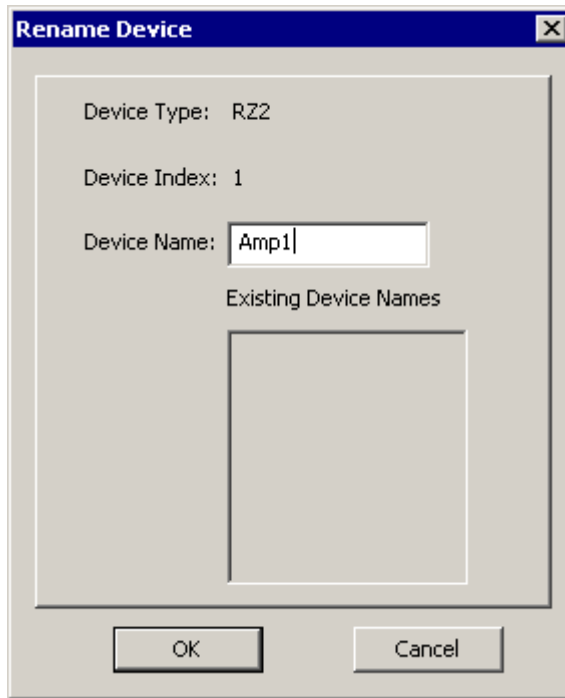 Rename Device
Device Type: RZ2
Device Index: 1
Device Name: Amp1
Existing Device Names
OK Cancel